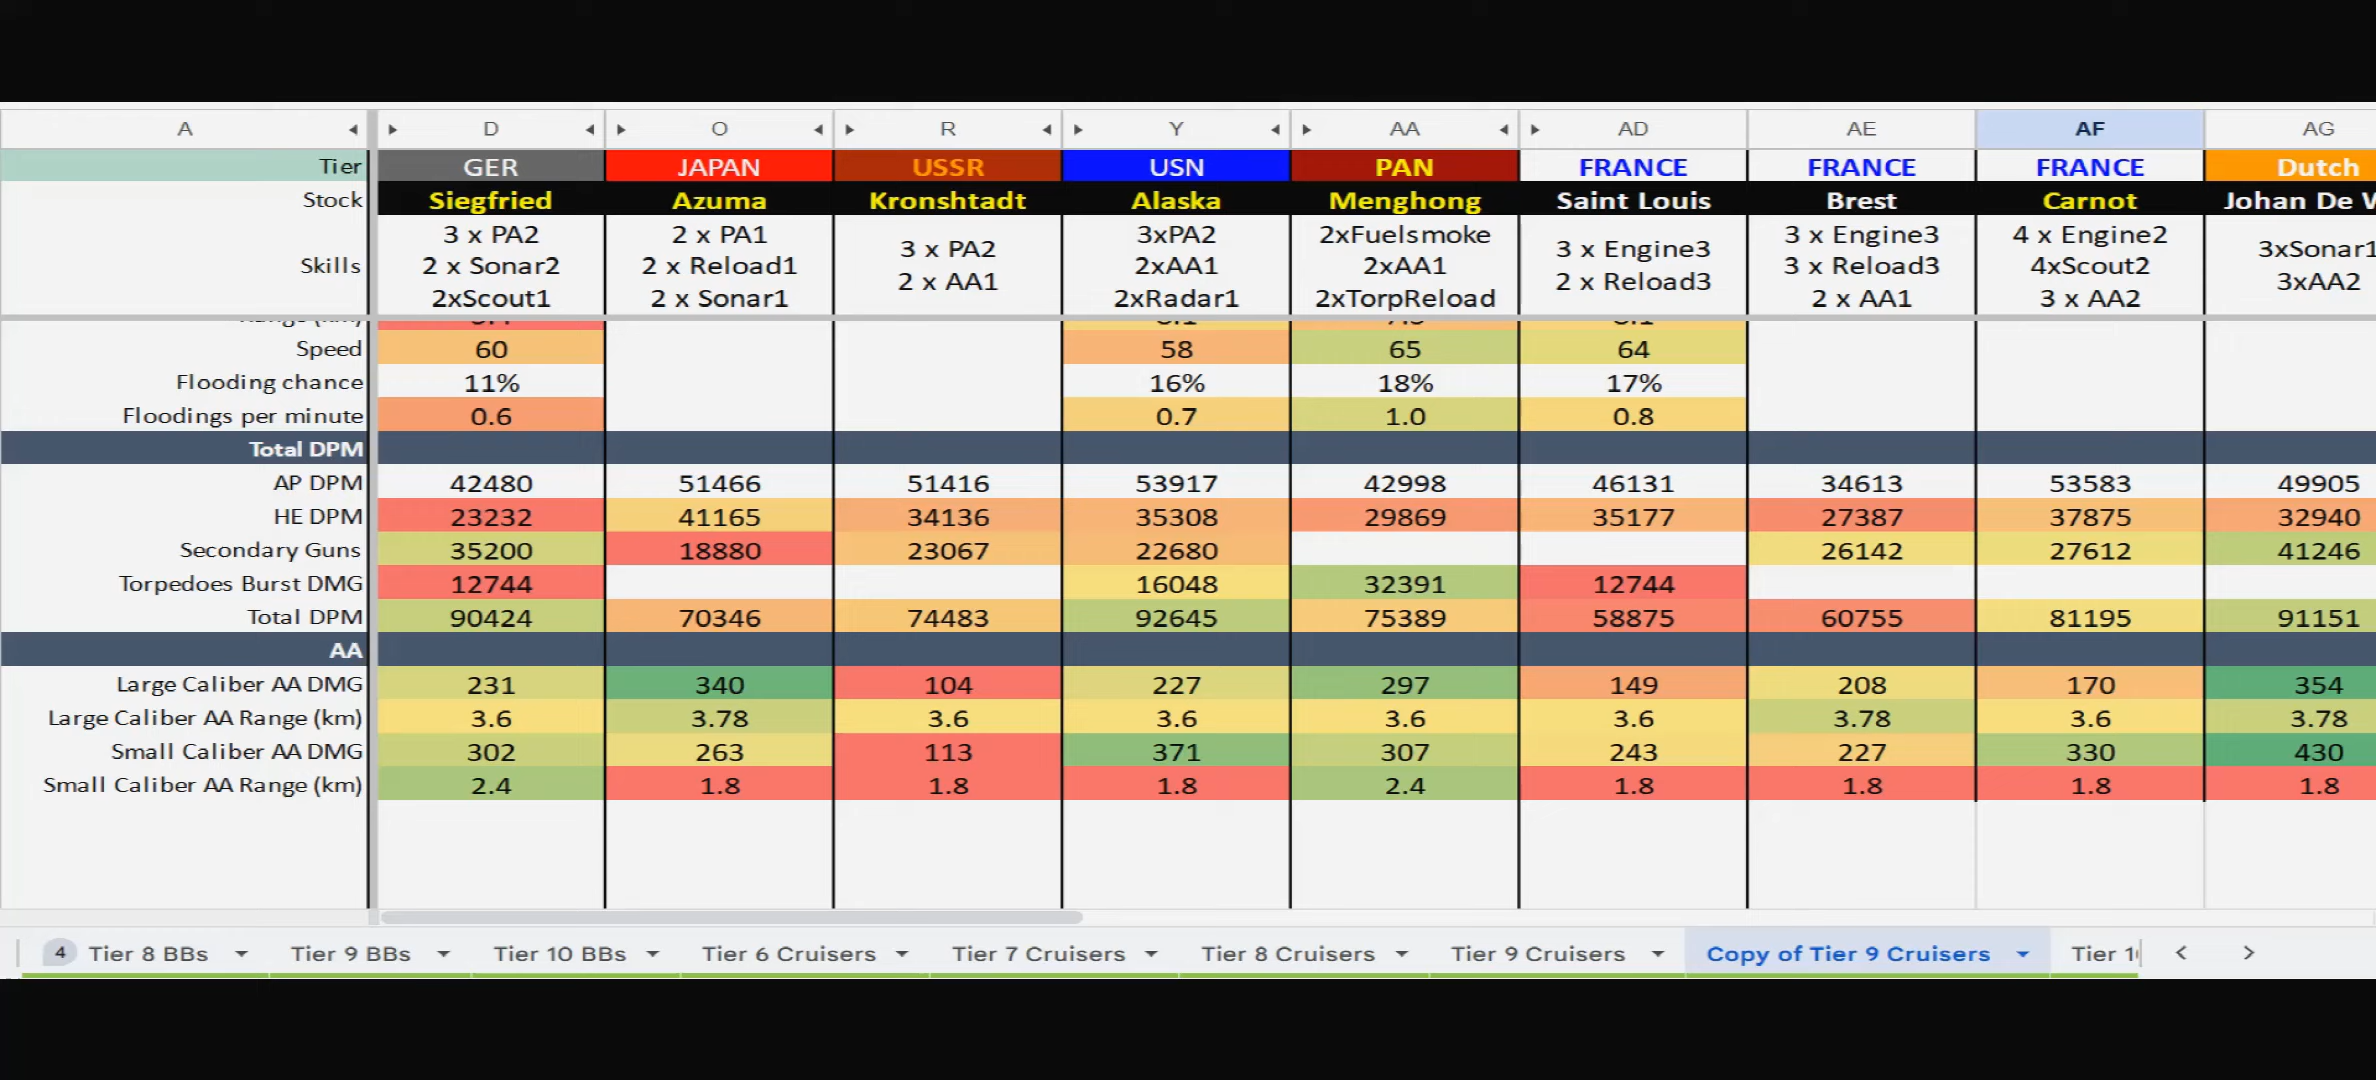 A D O R Y AA AD AE AF AG
Tier GER JAPAN USSR USN PAN FRANCE FRANCE FRANCE Dutch
Stock Siegfried Azuma Kronshtadt Alaska Menghong Saint Louis Brest Carnot Johan De
Skills
3 x PA2
2 x Sonar2
2xScout1
2 x PA1
2 x Reload1
2 x Sonar1
3 x PA2
2 x AA1
3xPA2
2xAA1
2xRadar1
2xFuelsmoke
2xAA1
2xTorpReload
3 x Engine3
2 x Reload3
3 x Engine3
3 x Reload3
2 x AA1
4 x Engine2
4xScout2
3 x AA2
3xSonar1
3xAA2
Speed 60 58 65 64
Flooding chance 11% 16% 18% 17%
Floodings per minute 0.6 0.7 1.0 0.8
Total DPM
AP DPM 42480 51466 51416 53917 42998 46131 34613 53583 49905
HE DPM 23232 41165 34136 35308 29869 35177 27387 37875 32940
Secondary Guns 35200 18880 23067 22680 26142 27612 41246
Torpedoes Burst DMG 12744 16048 32391 12744
Total DPM 90424 70346 74483 92645 75389 58875 60755 81195 91151
AA
Large Caliber AA DMG 231 340 104 227 297 149 208 170 354
Large Caliber AA Range (km) 3.6 3.78 3.6 3.6 3.6 3.6 3.78 3.6 3.78
Small Caliber AA DMG 302 263 113 371 307 243 227 330 430
Small Caliber AA Range (km) 2.4 1.8 1.8 1.8 2.4 1.8 1.8 1.8 1.8
4 Tier 8 BBs Tier 9 BBs Tier 10 BBs Tier 6 Cruisers Tier 7 Cruisers Tier 8 Cruisers Tier 9 Cruisers Copy of Tier 9 Cruisers Tier